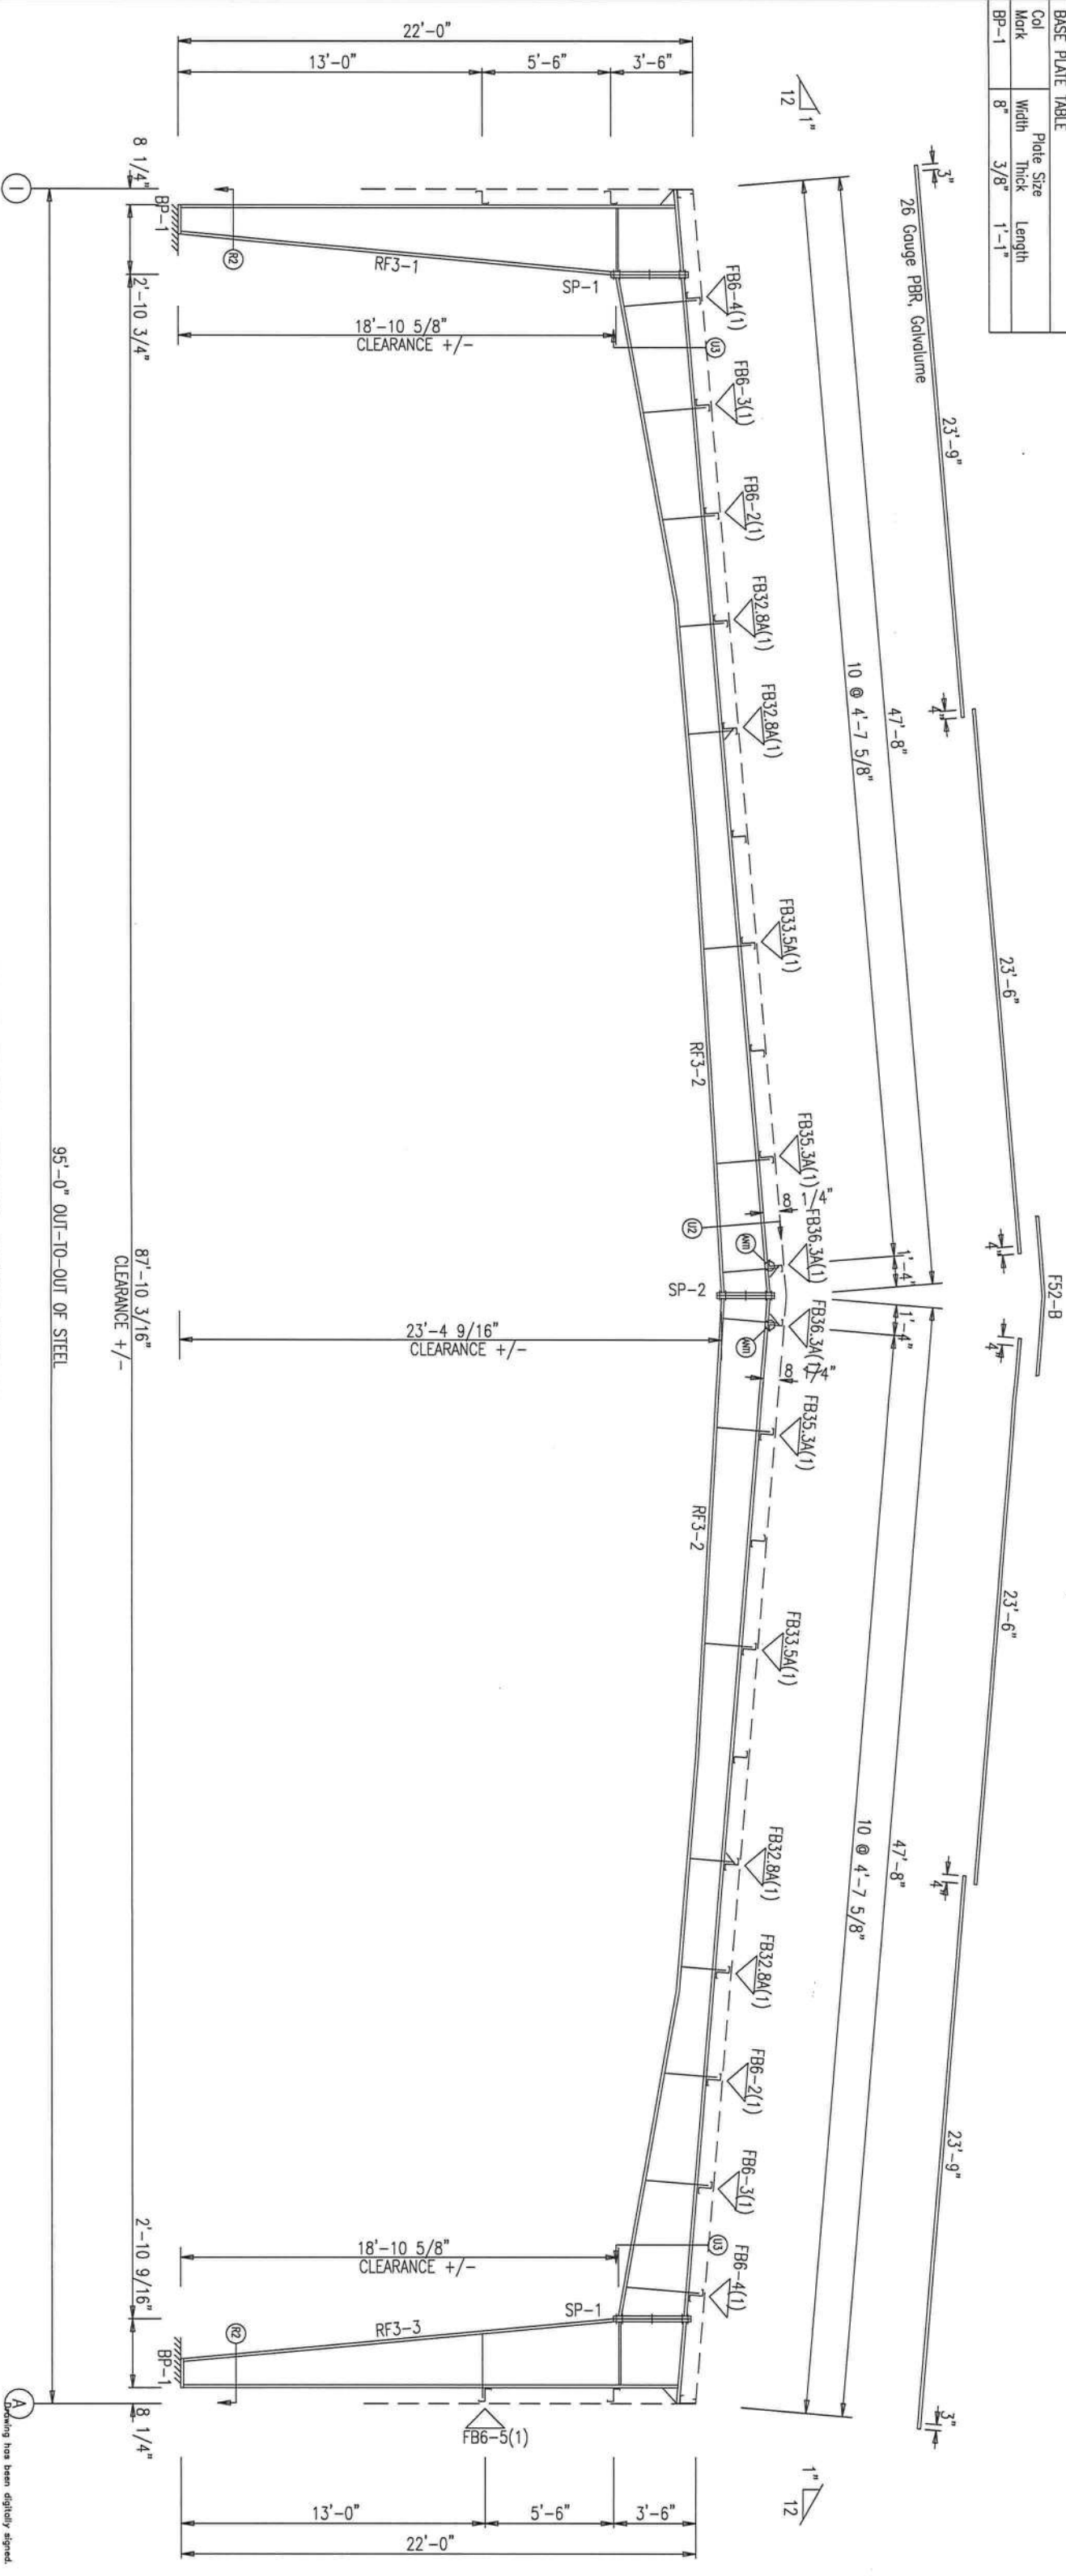 BASE PLATE TABLE
Col Plate Size
Mark Width Thick Length
BP-1 8" 3/8" 1'-1"
F52-B
3"
26 Gauge PBR, Galvalume
23'-9"
4"
23'-6"
4"
4"
23'-6"
4"
23'-9"
3"
12
1"
47'-8"
10 @ 4'-7 5/8"
1'-4"
1'-4"
47'-8"
10 @ 4'-7 5/8"
1"
12
FB6-4(1)
FB6-3(1)
FB6-2(1)
FB32.8A(1)
FB32.8A(1)
FB33.5A(1)
FB35.3A(1)
8 1/4"
FB36.3A(1)
FB36.3A(1)
8 1/4"
FB35.3A(1)
FB33.5A(1)
FB32.8A(1)
FB32.8A(1)
FB6-2(1)
FB6-3(1)
FB6-4(1)
U3
U2
U3
22'-0"
13'-0"
5'-6"
3'-6"
RF3-1
SP-1
RF3-2
SP-2
RF3-2
SP-1
RF3-3
FB6-5(1)
13'-0"
5'-6"
3'-6"
22'-0"
18'-10 5/8"
CLEARANCE +/-
23'-4 9/16"
CLEARANCE +/-
18'-10 5/8"
CLEARANCE +/-
R2
R2
BP-1
BP-1
8 1/4"
2'-10 3/4"
87'-10 3/16"
CLEARANCE +/-
2'-10 9/16"
8 1/4"
95'-0" OUT-TO-OUT OF STEEL
1
A
Drawing has been digitally signed.